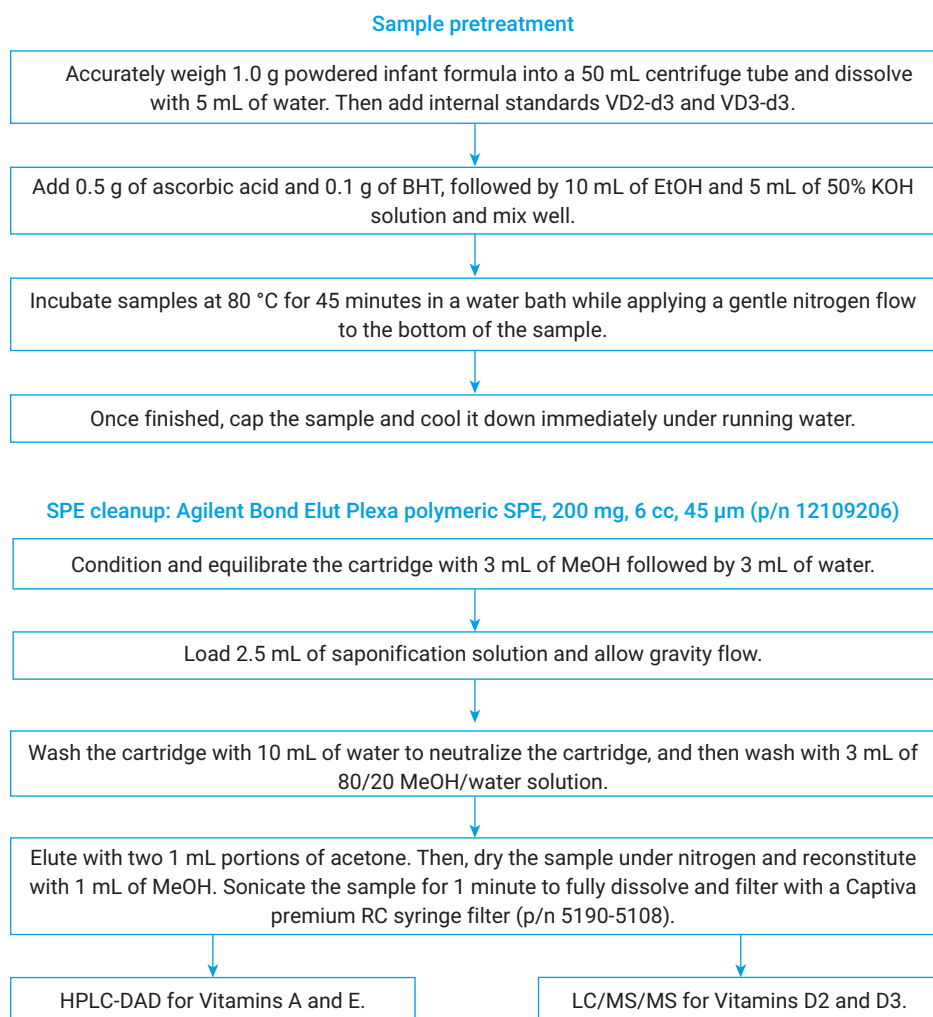 Sample pretreatment
Accurately weigh 1.0 g powdered infant formula into a 50 mL centrifuge tube and dissolve
with 5 mL of water. Then add internal standards VD2-d3 and VD3-d3.
Add 0.5 g of ascorbic acid and 0.1 g of BHT, followed by 10 mL of EtOH and 5 mL of 50% KOH
solution and mix well.
Incubate samples at 80 °C for 45 minutes in a water bath while applying a gentle nitrogen flow
to the bottom of the sample.
Once finished, cap the sample and cool it down immediately under running water.
SPE cleanup: Agilent Bond Elut Plexa polymeric SPE, 200 mg, 6 cc, 45 μm (p/n 12109206)
Condition and equilibrate the cartridge with 3 mL of MeOH followed by 3 mL of water.
Load 2.5 mL of saponification solution and allow gravity flow.
Wash the cartridge with 10 mL of water to neutralize the cartridge, and then wash with 3 mL of
80/20 MeOH/water solution.
Elute with two 1 mL portions of acetone. Then, dry the sample under nitrogen and reconstitute
with 1 mL of MeOH. Sonicate the sample for 1 minute to fully dissolve and filter with a Captiva
premium RC syringe filter (p/n 5190-5108).
HPLC-DAD for Vitamins A and E.
LC/MS/MS for Vitamins D2 and D3.